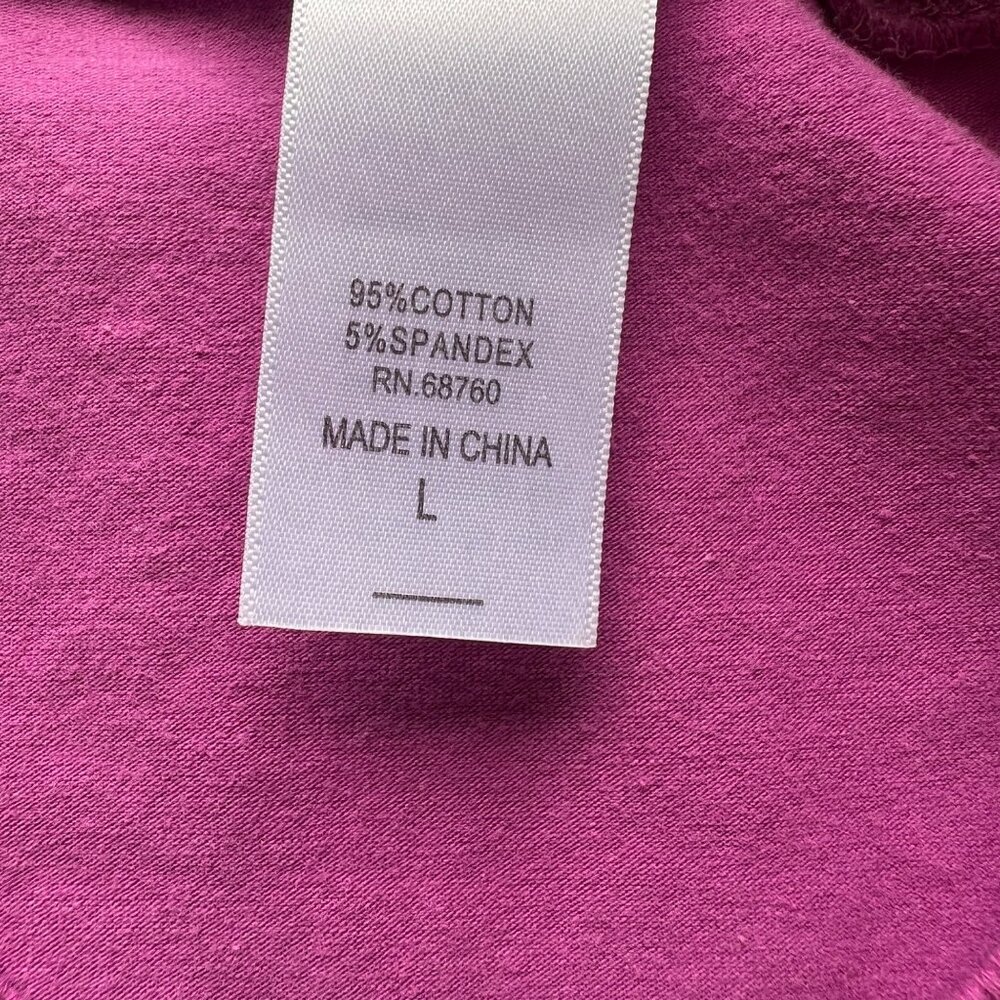 95%COTTON
5%SPANDEX
RN.68760
MADE IN CHINA
L